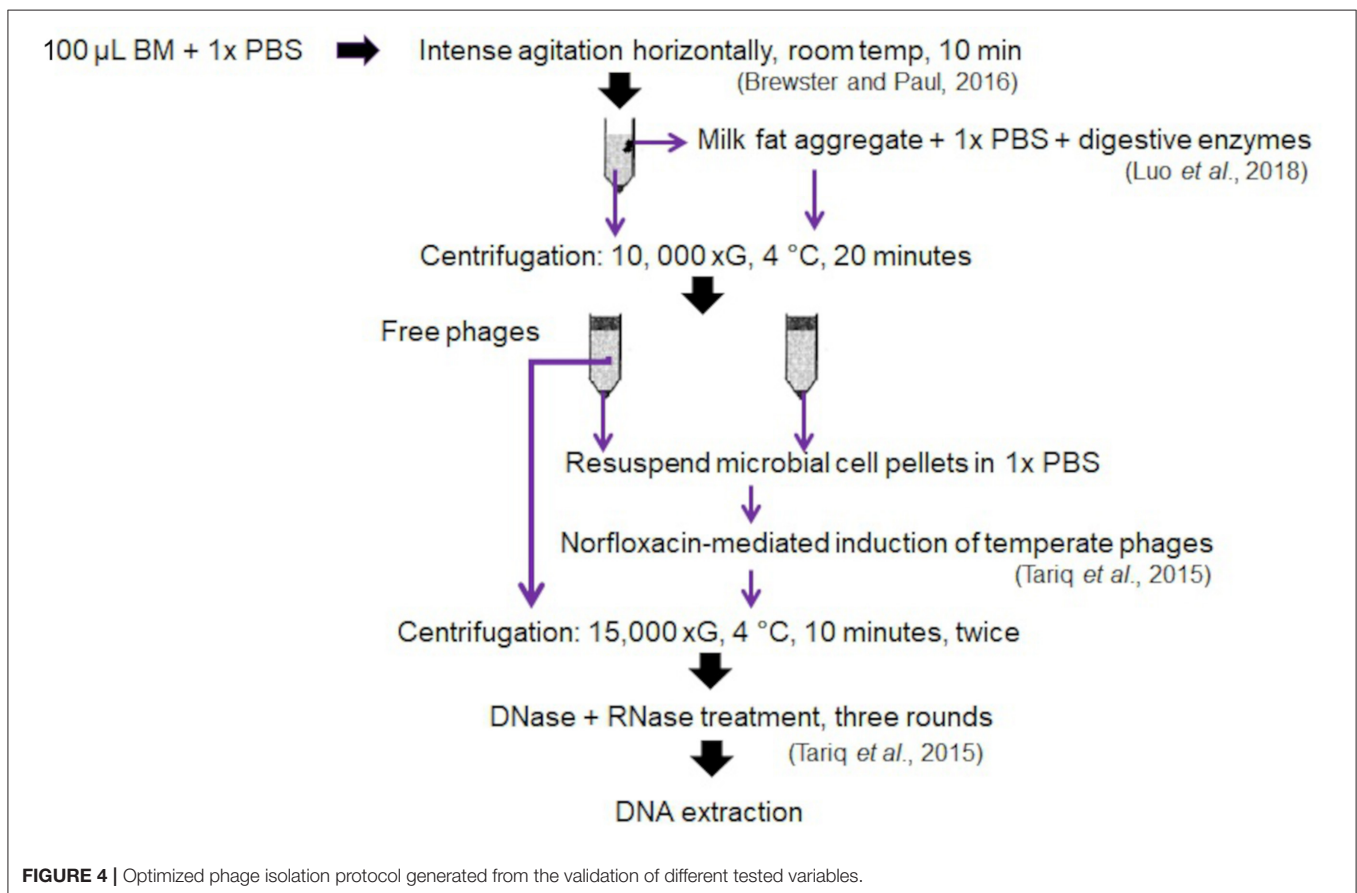 100 µL BM + 1x PBS
Intense agitation horizontally, room temp, 10 min
(Brewster and Paul, 2016)
Milk fat aggregate + 1x PBS + digestive enzymes
(Luo et al., 2018)
Centrifugation: 10, 000 xG, 4 °C, 20 minutes
Free phages
Resuspend microbial cell pellets in 1x PBS
Norfloxacin-mediated induction of temperate phages
(Tariq et al., 2015)
Centrifugation: 15,000 xG, 4 °C, 10 minutes, twice
DNase + RNase treatment, three rounds
(Tariq et al., 2015)
DNA extraction
FIGURE 4 | Optimized phage isolation protocol generated from the validation of different tested variables.